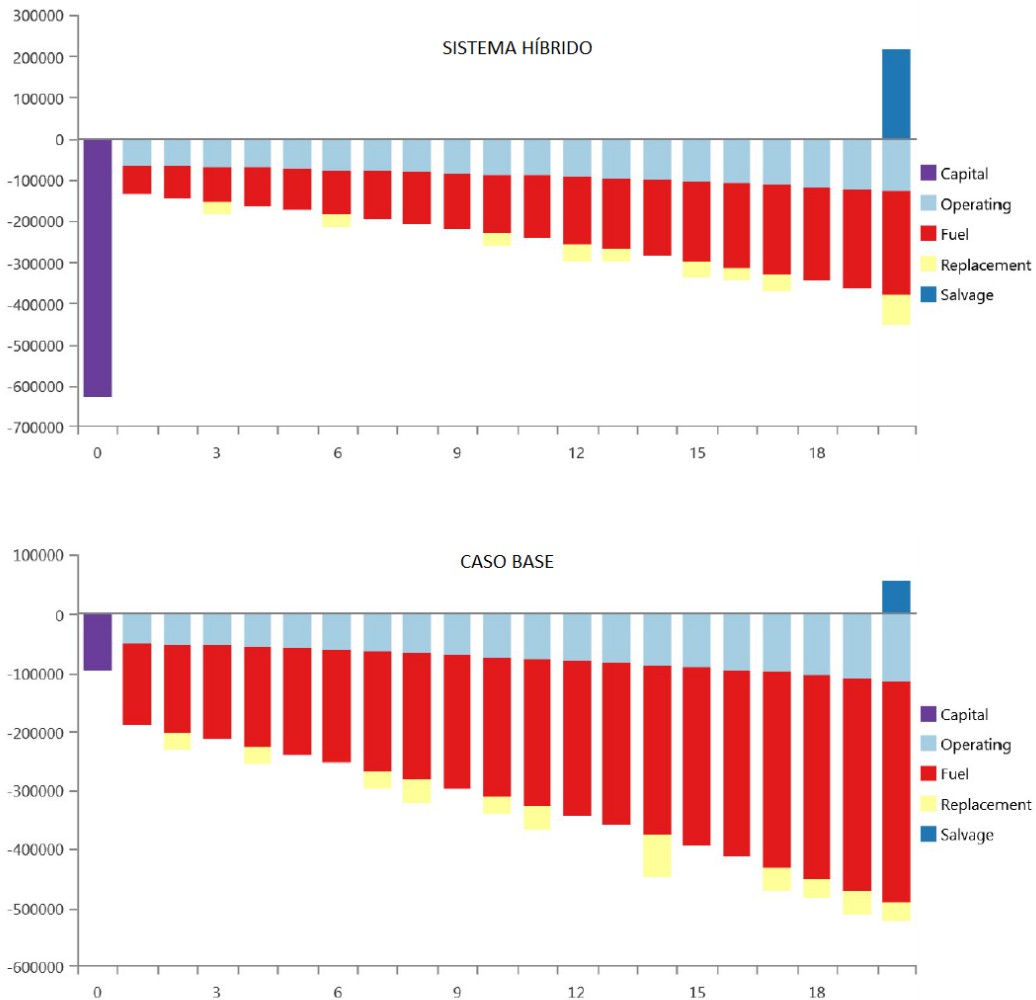 300000
SISTEMA HÍBRIDO
200000
100000
0
-100000
-200000
-300000
-400000
-500000
-600000
-700000
Capital
Operating
Fuel
Replacement
Salvage
0 3 6 9 12 15 18
100000
CASO BASE
0
-100000
-200000
-300000
-400000
-500000
-600000
Capital
Operating
Fuel
Replacement
Salvage
0 3 6 9 12 15 18